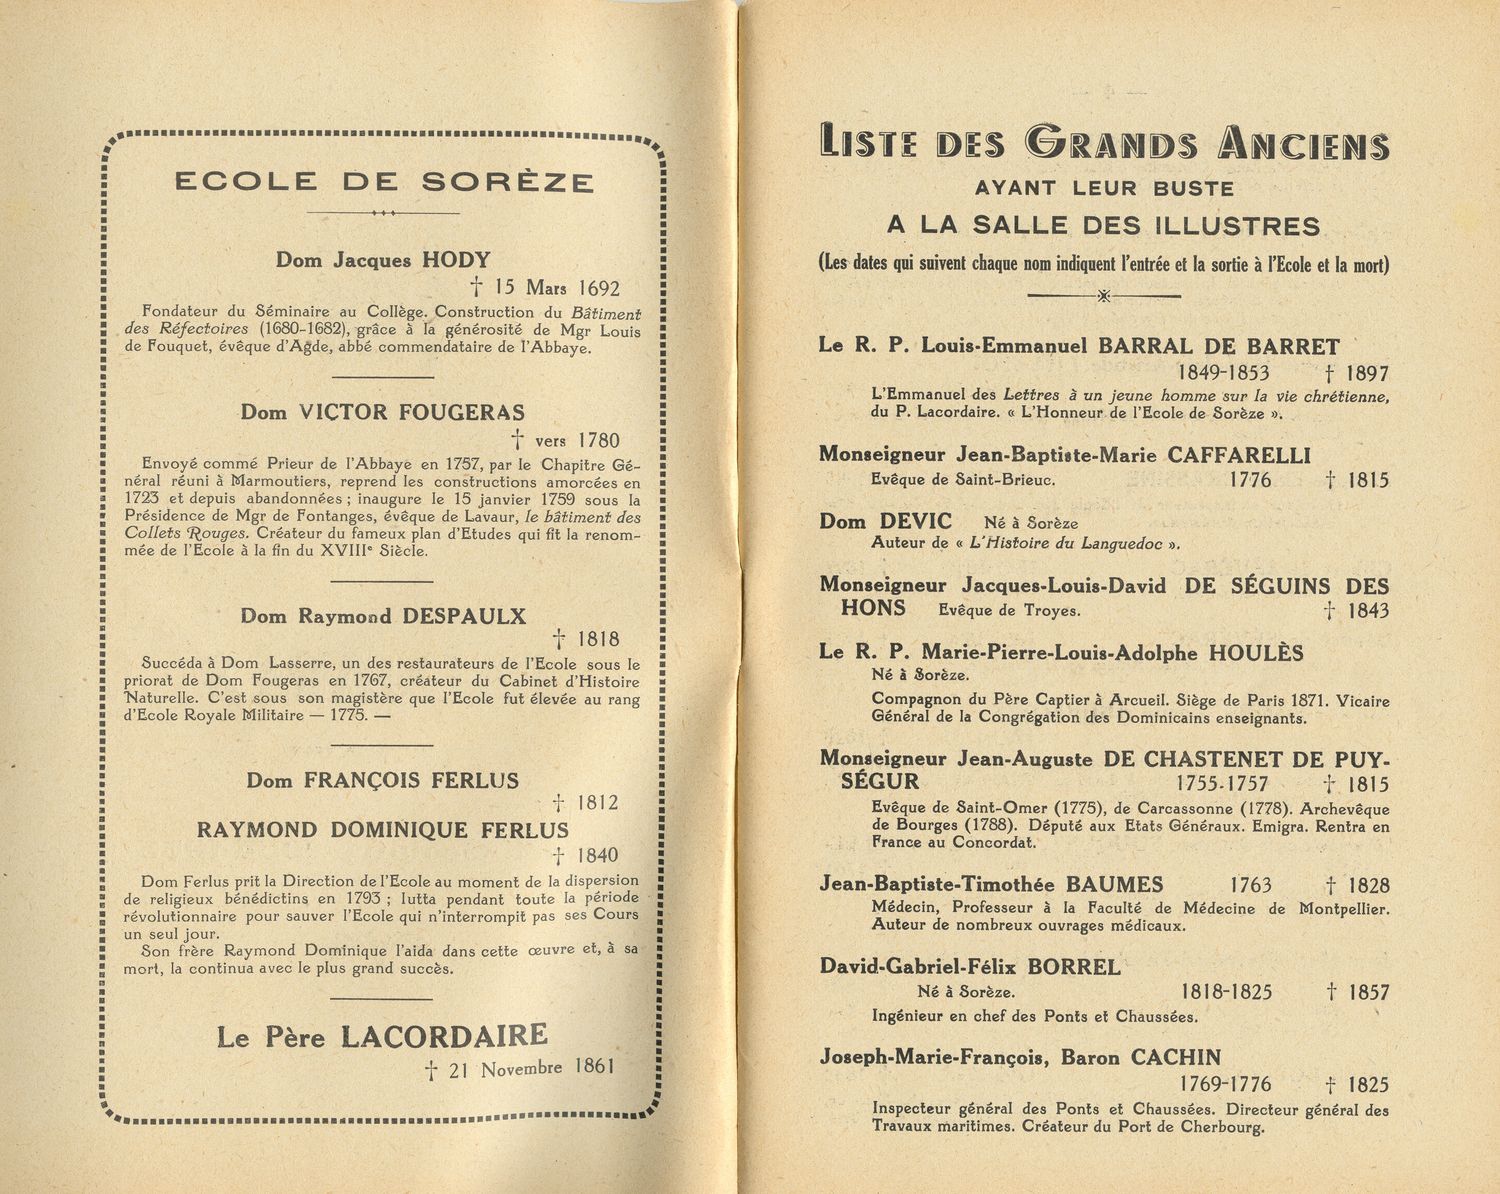 ECOLE DE SORÈZE
Dom Jacques HODY
† 15 Mars 1692
Fondateur du Séminaire au Collège. Construction du Bâtiment
des Réfectoires (1680-1682), grâce à la générosité de Mgr Louis
de Fouquet, évêque d'Agde, abbé commendataire de l'Abbaye.
Dom VICTOR FOUGERAS
† vers 1780
Envoyé commé Prieur de l'Abbaye en 1757, par le Chapitre Gé-
néral réuni à Marmoutiers, reprend les constructions amorcées en
1723 et depuis abandonnées ; inaugure le 15 janvier 1759 sous la
Présidence de Mgr de Fontanges, évêque de Lavaur, le bâtiment des
Collets Rouges. Créateur du fameux plan d'Etudes qui fit la renom-
mée de l'Ecole à la fin du XVIIIe Siècle.
Dom Raymond DESPAULX
† 1818
Succéda à Dom Lasserre, un des restaurateurs de l'Ecole sous le
priorat de Dom Fougeras en 1767, créateur du Cabinet d'Histoire
Naturelle. C'est sous son magistère que l'Ecole fut élevée au rang
d'Ecole Royale Militaire — 1775. —
Dom FRANÇOIS FERLUS
† 1812
RAYMOND DOMINIQUE FERLUS
† 1840
Dom Ferlus prit la Direction de l'Ecole au moment de la dispersion
de religieux bénédictins en 1793 ; lutta pendant toute la période
révolutionnaire pour sauver l'Ecole qui n'interrompit pas ses Cours
un seul jour.
Son frère Raymond Dominique l'aida dans cette œuvre et, à sa
mort, la continua avec le plus grand succès.
Le Père LACORDAIRE
† 21 Novembre 1861
LISTE DES GRANDS ANCIENS
AYANT LEUR BUSTE
A LA SALLE DES ILLUSTRES
(Les dates qui suivent chaque nom indiquent l'entrée et la sortie à l'Ecole et la mort)
Le R. P. Louis-Emmanuel BARRAL DE BARRET
1849-1853 † 1897
L'Emmanuel des Lettres à un jeune homme sur la vie chrétienne,
du P. Lacordaire. « L'Honneur de l'Ecole de Sorèze ».
Monseigneur Jean-Baptiste-Marie CAFFARELLI
Evêque de Saint-Brieuc. 1776 † 1815
Dom DEVIC Né à Sorèze
Auteur de « L'Histoire du Languedoc ».
Monseigneur Jacques-Louis-David DE SÉGUINS DES
HONS Evêque de Troyes. † 1843
Le R. P. Marie-Pierre-Louis-Adolphe HOULÈS
Né à Sorèze.
Compagnon du Père Captier à Arcueil. Siège de Paris 1871. Vicaire
Général de la Congrégation des Dominicains enseignants.
Monseigneur Jean-Auguste DE CHASTENET DE PUY-
SÉGUR 1755-1757 † 1815
Evêque de Saint-Omer (1775), de Carcassonne (1778). Archevêque
de Bourges (1788). Député aux Etats Généraux. Emigra. Rentra en
France au Concordat.
Jean-Baptiste-Timothée BAUMES 1763 † 1828
Médecin, Professeur à la Faculté de Médecine de Montpellier.
Auteur de nombreux ouvrages médicaux.
David-Gabriel-Félix BORREL
Né à Sorèze. 1818-1825 † 1857
Ingénieur en chef des Ponts et Chaussées.
Joseph-Marie-François, Baron CACHIN
1769-1776 † 1825
Inspecteur général des Ponts et Chaussées. Directeur général des
Travaux maritimes. Créateur du Port de Cherbourg.